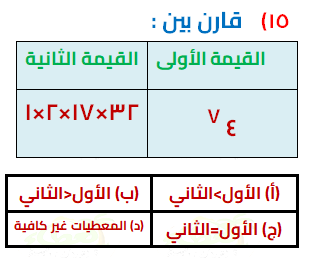 ١٥) قارن بين :
القيمة الأولى القيمة الثانية
٤ ٧ ٣٢×١٧×٢×١
(أ) الأول>الثاني (ب) الأول<الثاني
(ج) الأول=الثاني (د) المعطيات غير كافية